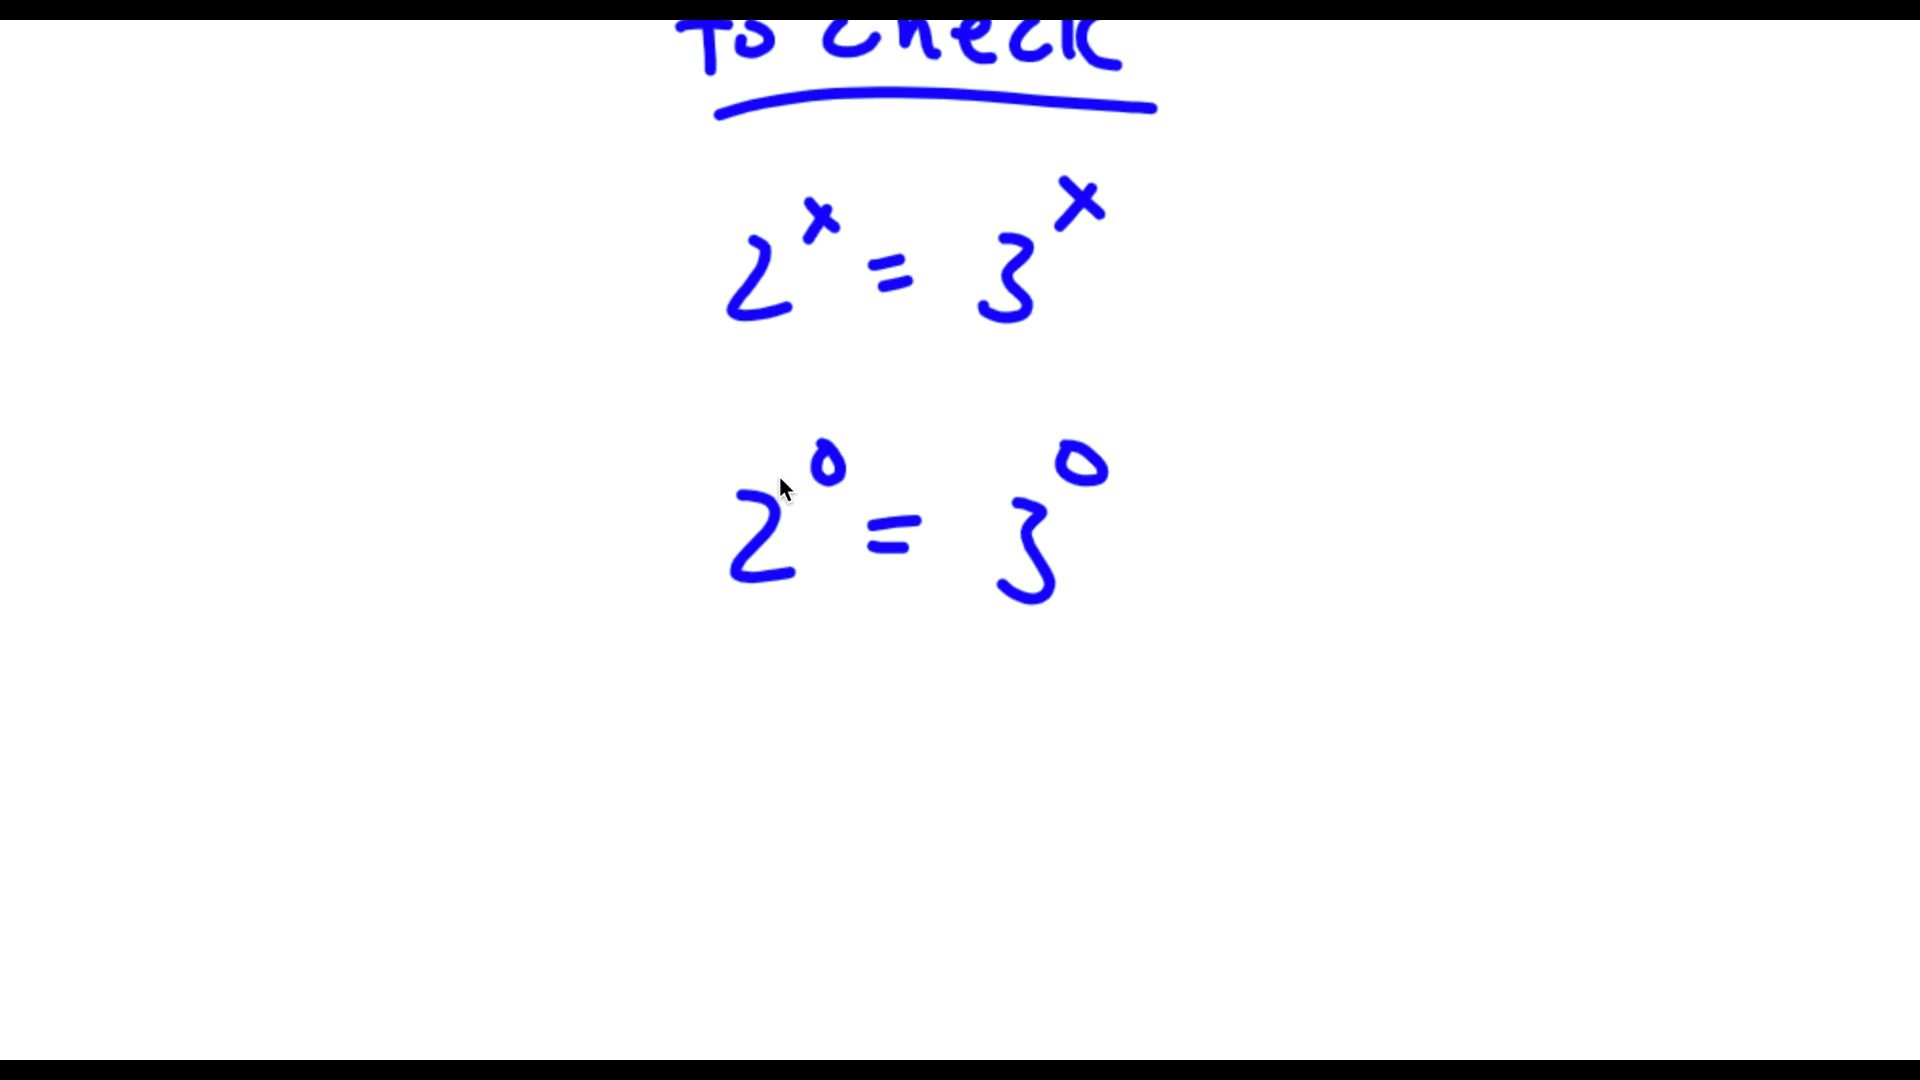 To check
2^x = 3^x
2^0 = 3^0